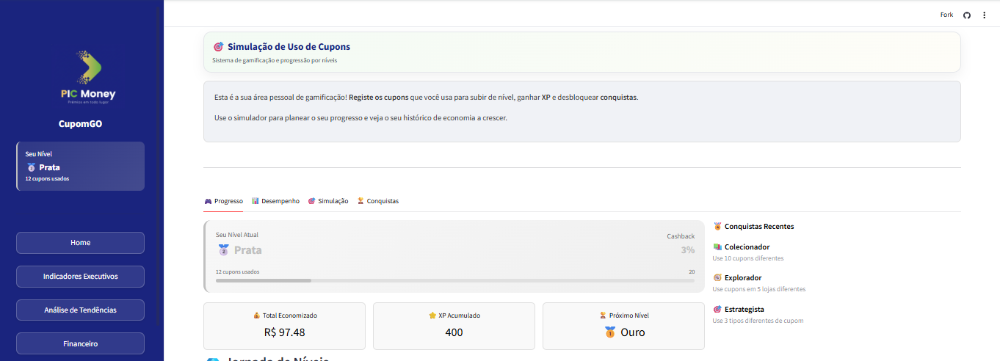 Fork
PIC Money
Prêmios em todo lugar
CupomGO
Seu Nível
Prata
12 cupons usados
Home
Indicadores Executivos
Análise de Tendências
Financeiro
Simulação de Uso de Cupons
Sistema de gamificação e progressão por níveis
Esta é a sua área pessoal de gamificação! Registe os cupons que você usa para subir de nível, ganhar XP e desbloquear conquistas.
Use o simulador para planear o seu progresso e veja o seu histórico de economia a crescer.
Progresso Desempenho Simulação Conquistas
Seu Nível Atual
2 Prata
Cashback
3%
12 cupons usados 20
Total Economizado
R$ 97.48
XP Acumulado
400
Próximo Nível
1 Ouro
Conquistas Recentes
Colecionador
Use 10 cupons diferentes
Explorador
Use cupons em 5 lojas diferentes
Estrategista
Use 3 tipos diferentes de cupom
Jornada de Níveis